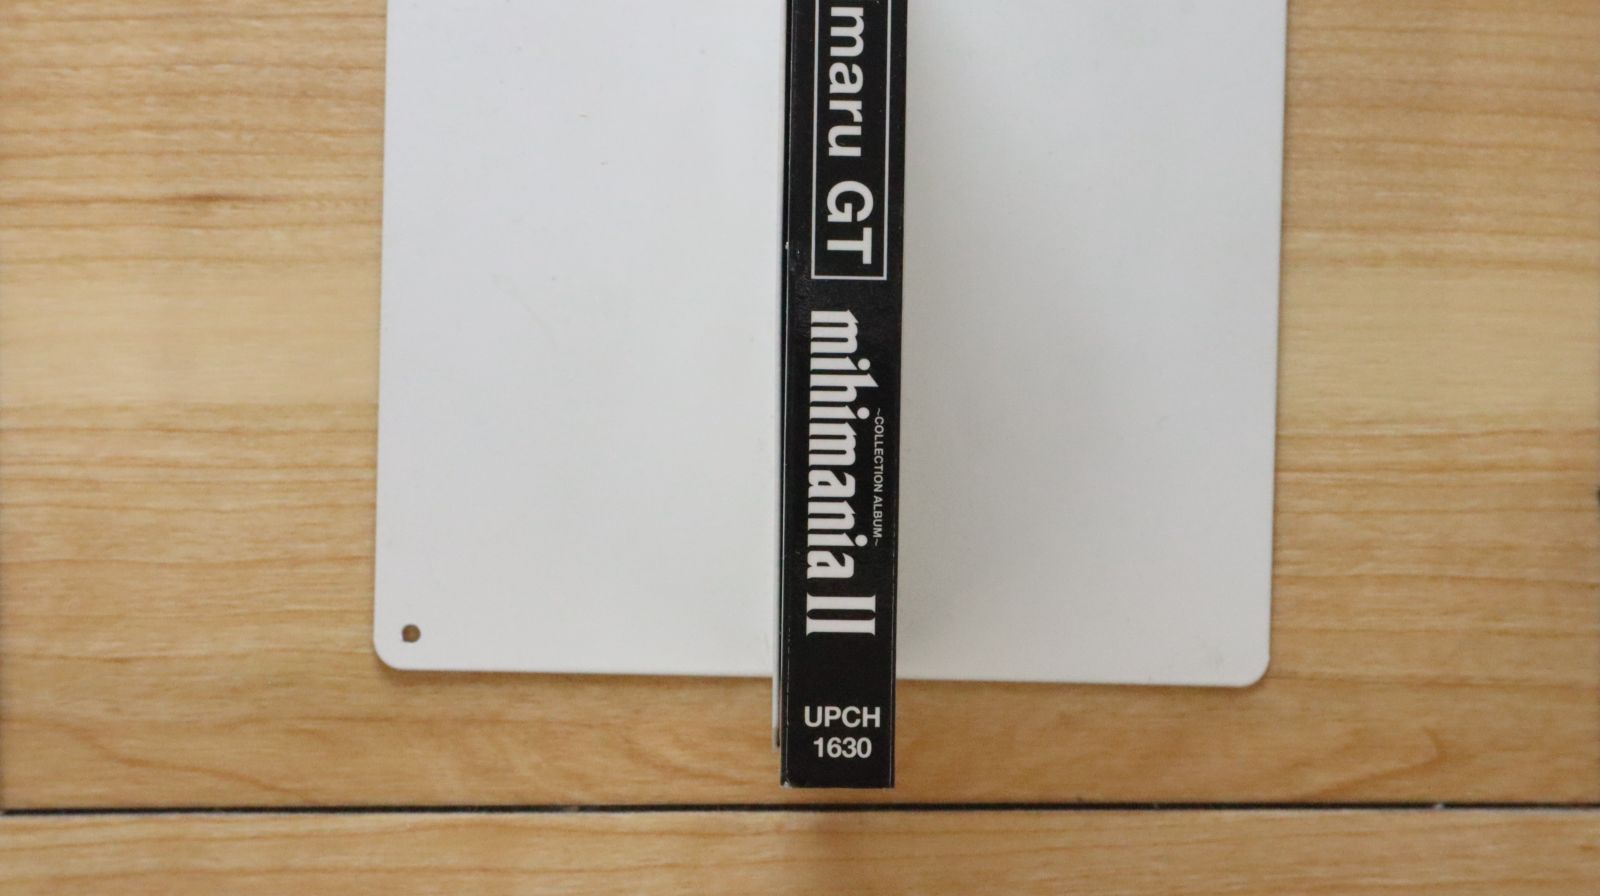 maru GT
mihimania II
~COLLECTION ALBUM~
UPCH
1630